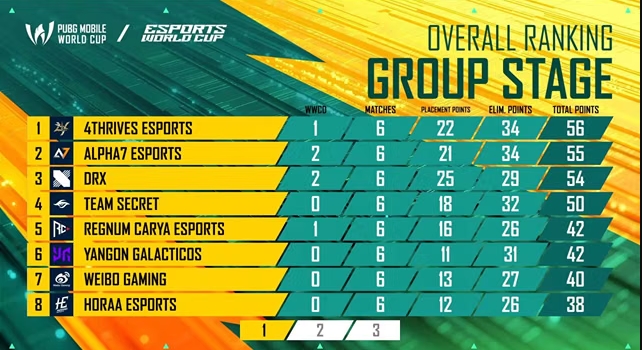 PUBG MOBILE
WORLD CUP
/
ESPORTS
WORLD CUP
OVERALL RANKING
GROUP STAGE
WWCD MATCHES PLACEMENT POINTS ELIM. POINTS TOTAL POINTS
1 4THRIVES ESPORTS 1 6 22 34 56
2 ALPHA7 ESPORTS 2 6 21 34 55
3 DRX 2 6 25 29 54
4 TEAM SECRET 0 6 18 32 50
5 REGNUM CARYA ESPORTS 1 6 16 26 42
6 YANGON GALACTICOS 0 6 11 31 42
7 WEIBO GAMING 0 6 13 27 40
8 HORAA ESPORTS 0 6 12 26 38
1 2 3